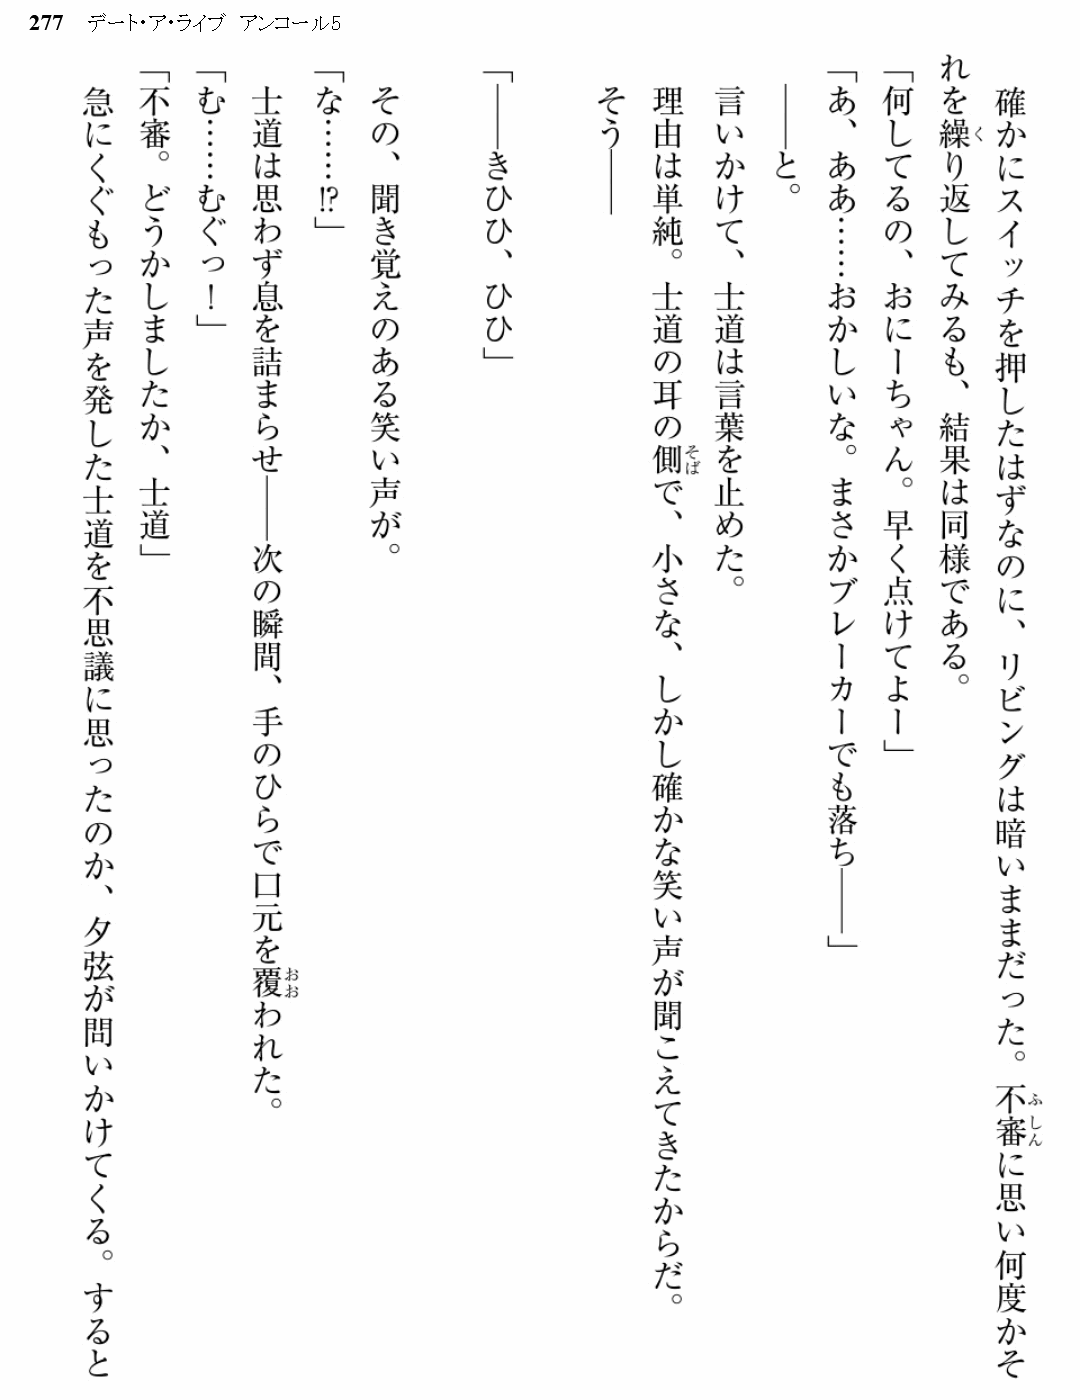 277 デート・ア・ライブ アンコール5
確かにスイッチを押したはずなのに、リビングは暗いままだった。不審に思い何度かそ
れを繰り返してみるも、結果は同様である。
「何してるの、おにーちゃん。早く点けてよー」
「あ、ああ……おかしいな。まさかブレーカーでも落ち――」
――と。
言いかけて、士道は言葉を止めた。
理由は単純。士道の耳の側で、小さな、しかし確かな笑い声が聞こえてきたからだ。
そう――
「――きひひ、ひひ」
その、聞き覚えのある笑い声が。
「な……!?」
士道は思わず息を詰まらせ――次の瞬間、手のひらで口元を覆われた。
「む……むぐっ！」
「不審。どうかしましたか、士道」
急にくぐもった声を発した士道を不思議に思ったのか、夕弦が問いかけてくる。すると